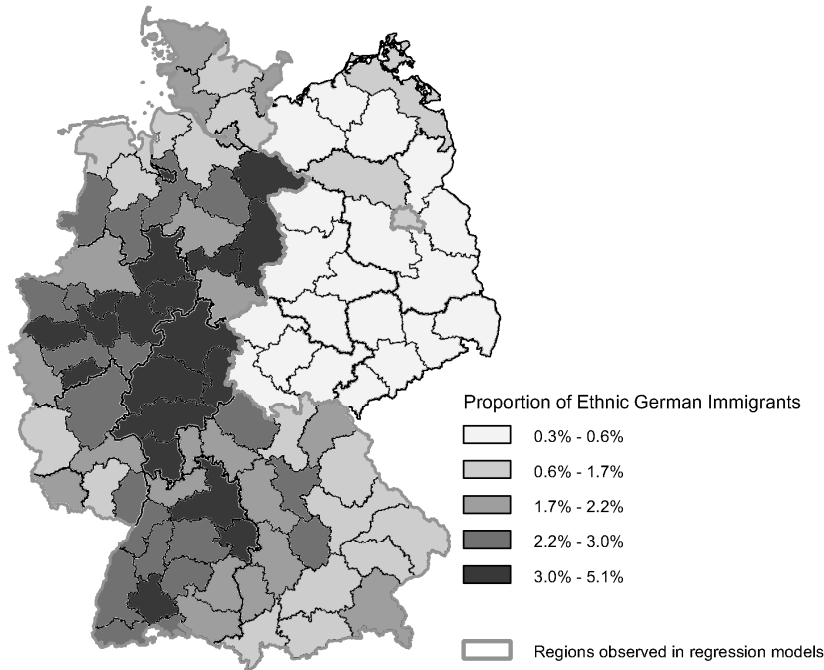 Proportion of Ethnic German Immigrants
0.3% - 0.6%
0.6% - 1.7%
1.7% - 2.2%
2.2% - 3.0%
3.0% - 5.1%
Regions observed in regression models